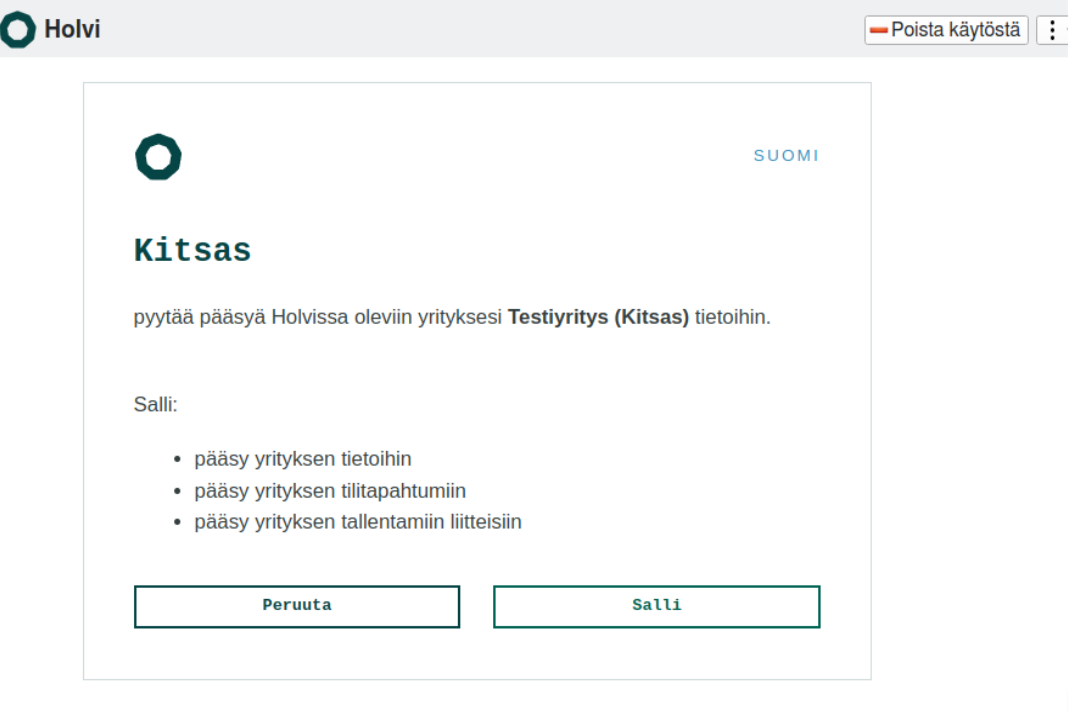 Holvi
Poista käytöstä
SUOMI
Kitsas
pyytää pääsyä Holvissa oleviin yrityksesi Testiyritys (Kitsas) tietoihin.
Salli:
pääsy yrityksen tietoihin
pääsy yrityksen tilitapahtumiin
pääsy yrityksen tallentamiin liitteisiin
Peruuta
Salli